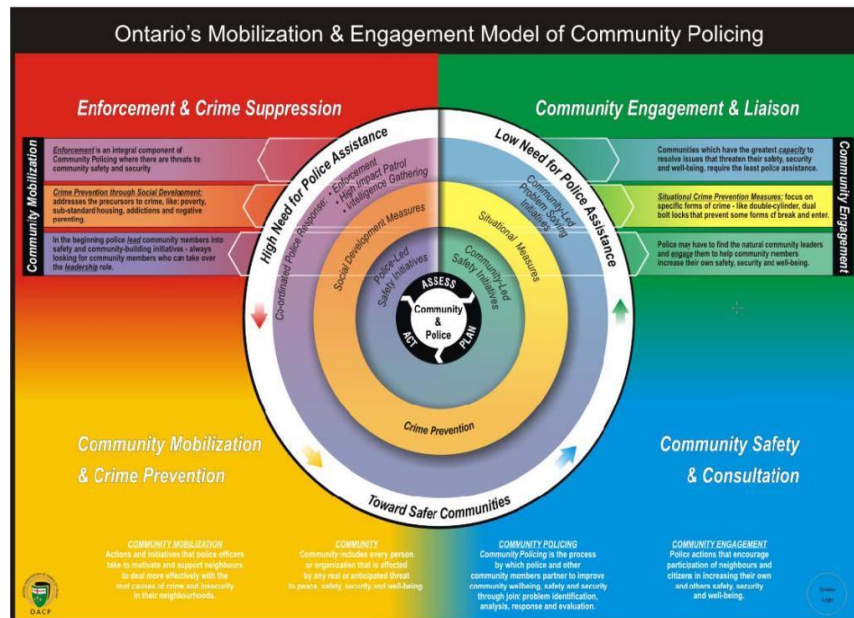 Ontario's Mobilization & Engagement Model of Community Policing
Enforcement & Crime Suppression
Community Engagement & Liaison
Community Mobilization
Enforcement is an integral component of
Community Policing where there are threats to
community safety and security
Crime Prevention through Social Development:
addresses the precursors to crime, like: poverty,
sub-standard housing, addictions and negative
parenting.
In the beginning police lead community members into
safety and community-building initiatives - always
looking for community members who can take over
the leadership role.
High Need for Police Assistance
Co-ordinated Police Response:
• Enforcement
• High Impact Patrol
• Intelligence Gathering
Social Development Measures
Police-Led
Safety Initiatives
Low Need for Police Assistance
Community-Led
Problem Solving
Initiatives
Situational Measures
Community-Led
Safety Initiatives
ASSESS
PLAN
ACT
Community
&
Police
Crime Prevention
Toward Safer Communities
Communities which have the greatest capacity to
resolve issues that threaten their safety, security
and well-being, require the least police assistance.
Situational Crime Prevention Measures: focus on
specific forms of crime - like double-cylinder, dual
bolt locks that prevent some forms of break and enter.
Police may have to find the natural community leaders
and engage them to help community members
increase their own safety, security and well-being.
Community Engagement
Community Mobilization
& Crime Prevention
Community Safety
& Consultation
COMMUNITY MOBILIZATION
Actions and initiatives that police officers
take to motivate and support neighbours
to deal more effectively with the
root causes of crime and insecurity
in their neighbourhoods.
COMMUNITY
Community includes every person
or organization that is affected
by any real or anticipated threat
to peace, safety, security and well-being.
COMMUNITY POLICING
Community Policing is the process
by which police and other
community members partner to improve
community wellbeing, safety and security
through join: problem identification,
analysis, response and evaluation.
COMMUNITY ENGAGEMENT
Police actions that encourage
participation of neighbours and
citizens in increasing their own
and others safety, security
and well-being.
OACP